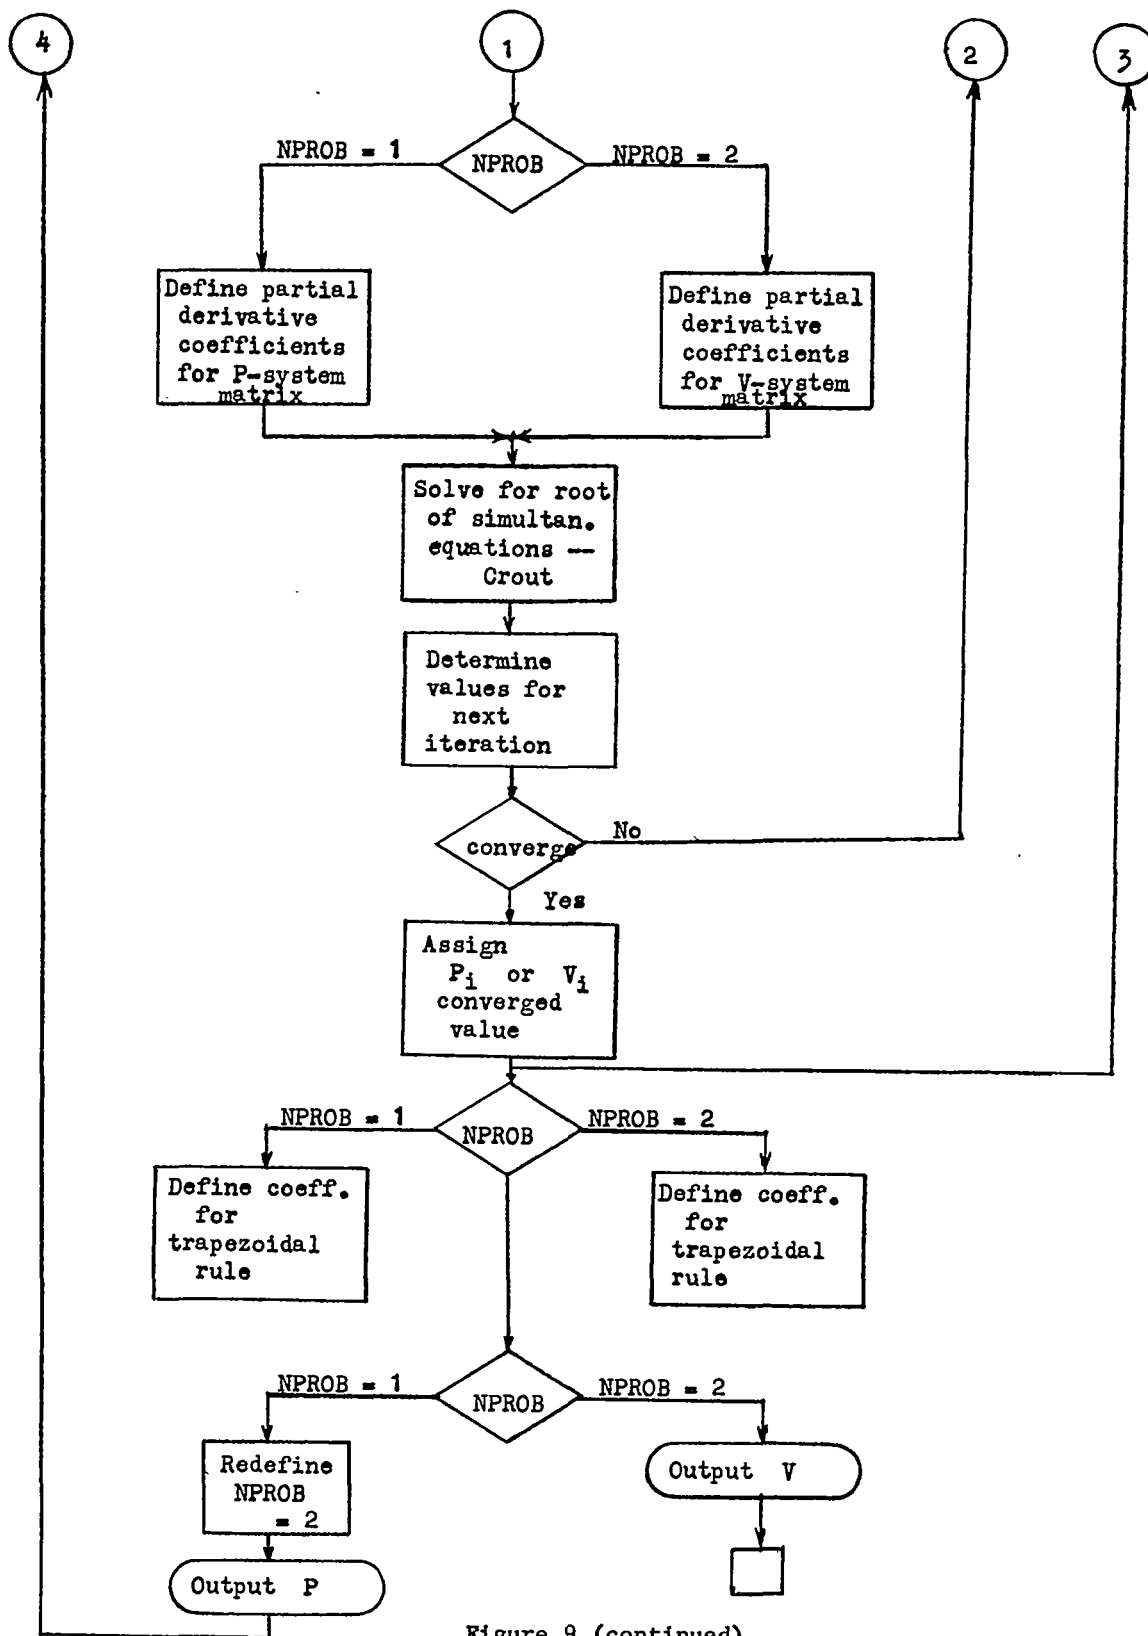 4
1
2
3
NPROB = 1
NPROB
NPROB = 2
Define partial
derivative
coefficients
for P-system
matrix
Define partial
derivative
coefficients
for V-system
matrix
Solve for root
of simultan.
equations --
Crout
Determine
values for
next
iteration
converge
No
Yes
Assign
Pi or Vi
converged
value
NPROB = 1
NPROB
NPROB = 2
Define coeff.
for
trapezoidal
rule
Define coeff.
for
trapezoidal
rule
NPROB = 1
NPROB
NPROB = 2
Redefine
NPROB
= 2
Output V
Output P
Figure 9 (continued)